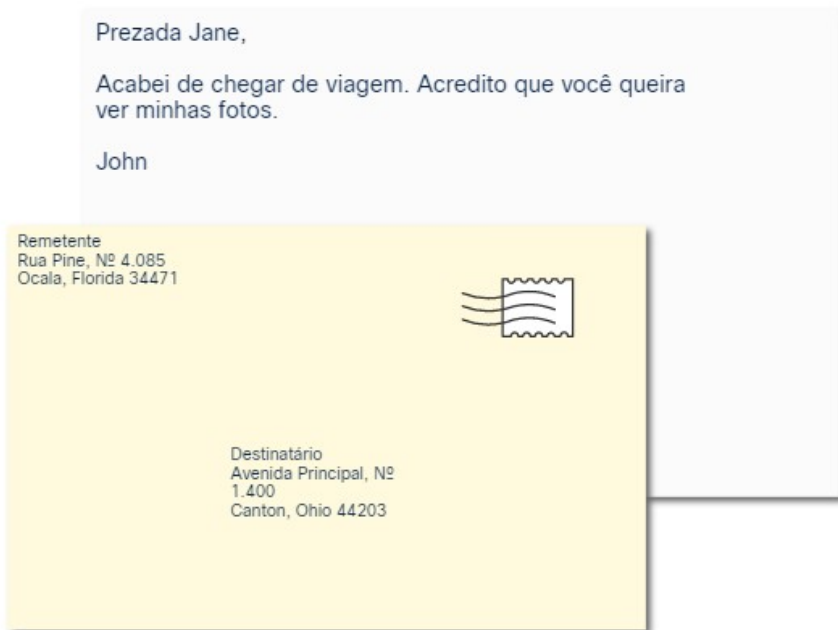 Prezada Jane,
Acabei de chegar de viagem. Acredito que você queira
ver minhas fotos.
John
Remetente
Rua Pine, Nº 4.085
Ocala, Florida 34471
Destinatário
Avenida Principal, Nº
1.400
Canton, Ohio 44203